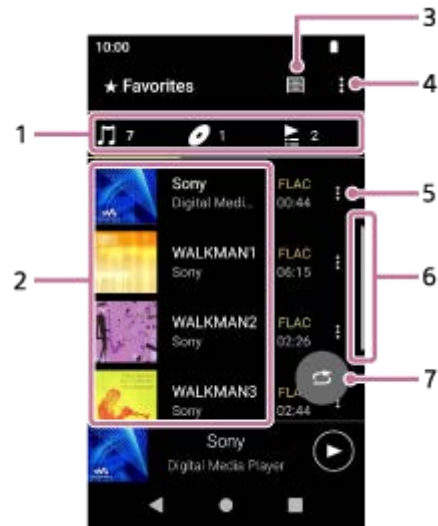 3
10:00
★ Favorites
4
1
7
1
2
Sony
FLAC
5
Digital Medi...
00:44
2
WALKMAN1
FLAC
6
Sony
06:15
WALKMAN2
FLAC
Sony
02:26
7
WALKMAN3
FLA
Sony
02:44
Sony
Digital Media Player